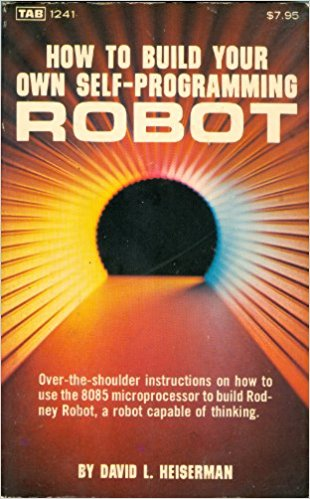 TAB 1241 $7.95
HOW TO BUILD YOUR
OWN SELF-PROGRAMMING
ROBOT
Over-the-shoulder instructions on how to
use the 8085 microprocessor to build Rod-
ney Robot, a robot capable of thinking.
BY DAVID L. HEISERMAN